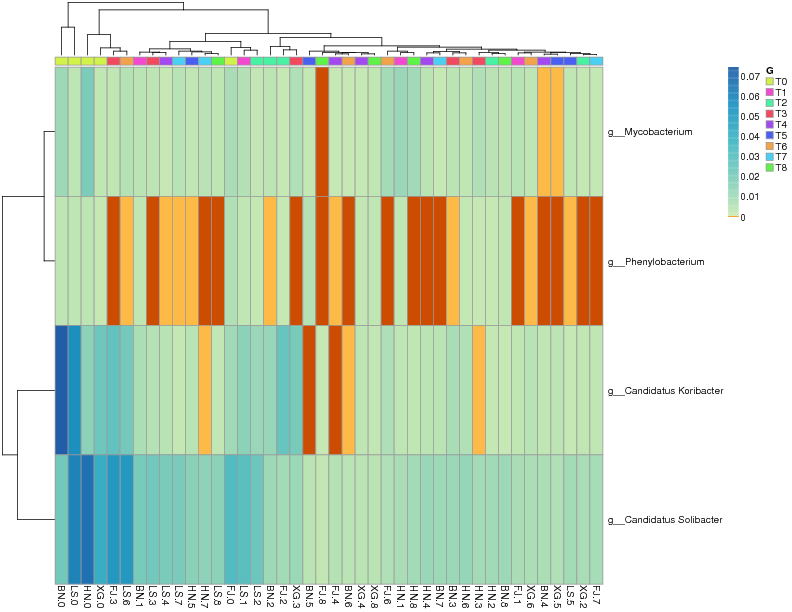 G
0.07
0.06
0.05
0.04
0.03
0.02
0.01
0
T0
T1
T2
T3
T4
T5
T6
T7
T8
g__Mycobacterium
g__Phenylobacterium
g__Candidatus Koribacter
g__Candidatus Solibacter
BN.0
LS.0
HN.0
XG.0
FJ.3
LS.6
BN.1
LS.3
LS.4
LS.7
HN.5
HN.7
LS.8
FJ.0
LS.1
LS.2
BN.2
FJ.2
XG.3
BN.5
FJ.8
FJ.4
BN.6
XG.4
XG.8
FJ.6
HN.1
HN.8
HN.4
BN.7
BN.3
HN.6
HN.3
HN.2
BN.8
FJ.1
XG.6
BN.4
XG.5
LS.5
XG.2
FJ.7